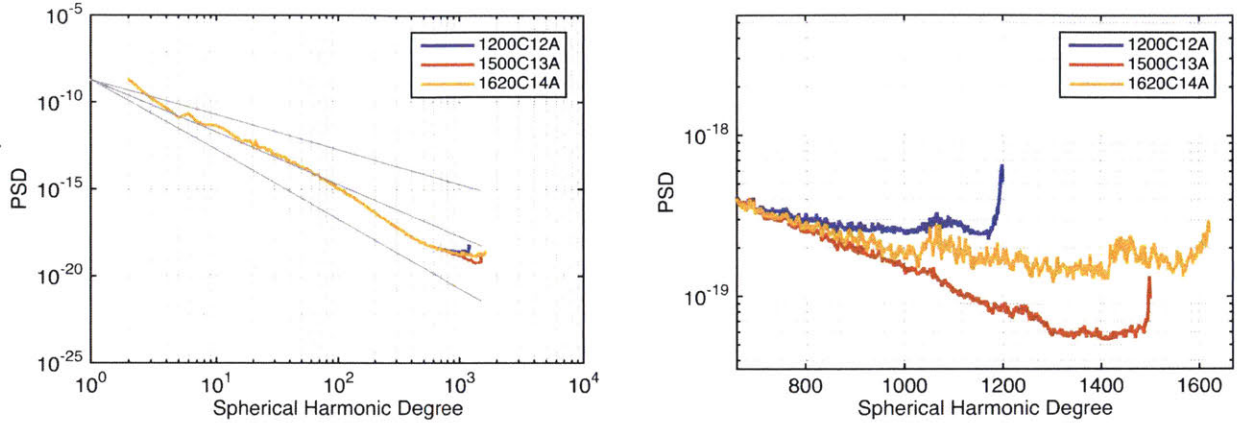 10^-5
10^-10
10^-15
10^-20
10^-25
PSD
10^0
10^1
10^2
10^3
10^4
Spherical Harmonic Degree
1200C12A
1500C13A
1620C14A
10^-18
10^-19
PSD
800
1000
1200
1400
1600
Spherical Harmonic Degree
1200C12A
1500C13A
1620C14A